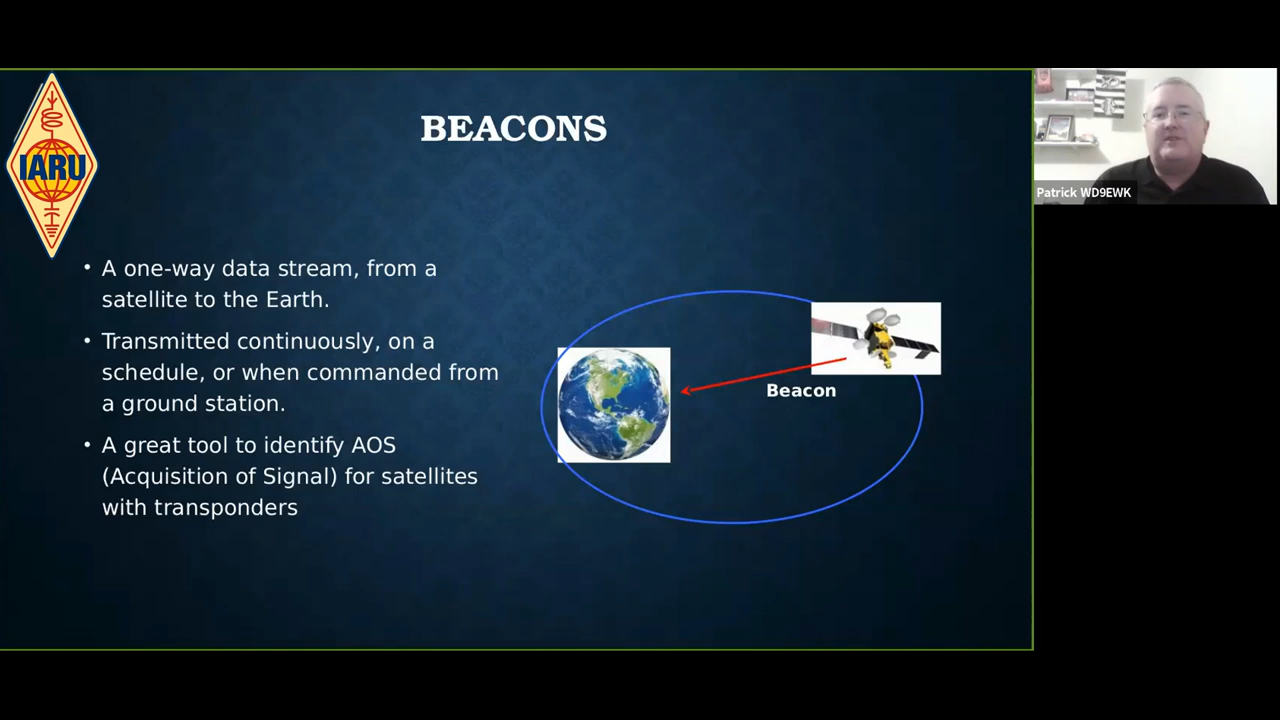 BEACONS
IARU
• A one-way data stream, from a
satellite to the Earth.
• Transmitted continuously, on a
schedule, or when commanded from
a ground station.
• A great tool to identify AOS
(Acquisition of Signal) for satellites
with transponders
Beacon
Patrick WD9EWK